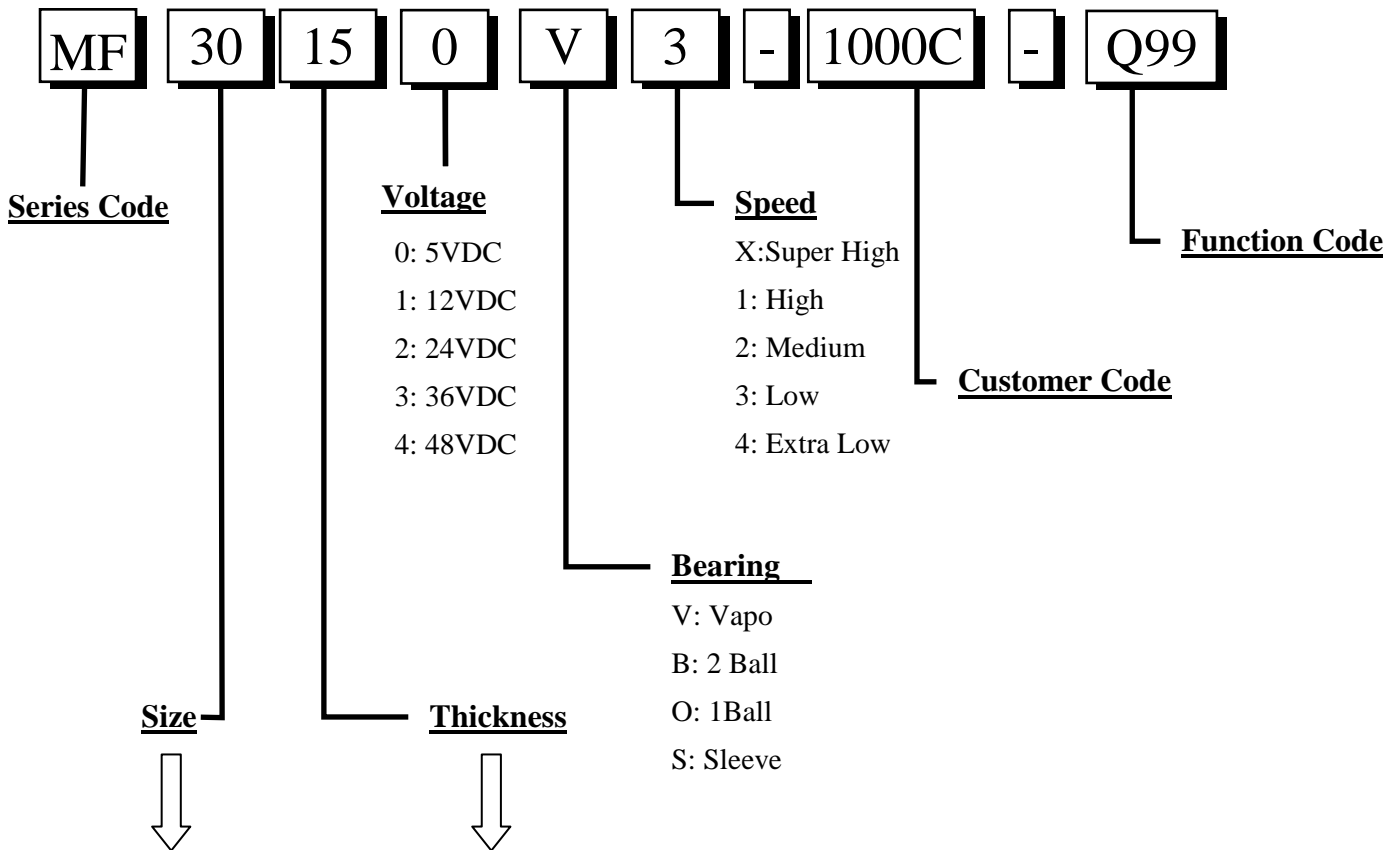 MF 30 15 0 V 3 - 1000C - Q99
Series Code
Voltage
0: 5VDC
1: 12VDC
2: 24VDC
3: 36VDC
4: 48VDC
Speed
X:Super High
1: High
2: Medium
3: Low
4: Extra Low
Function Code
Customer Code
Bearing
V: Vapo
B: 2 Ball
O: 1Ball
S: Sleeve
Size
Thickness